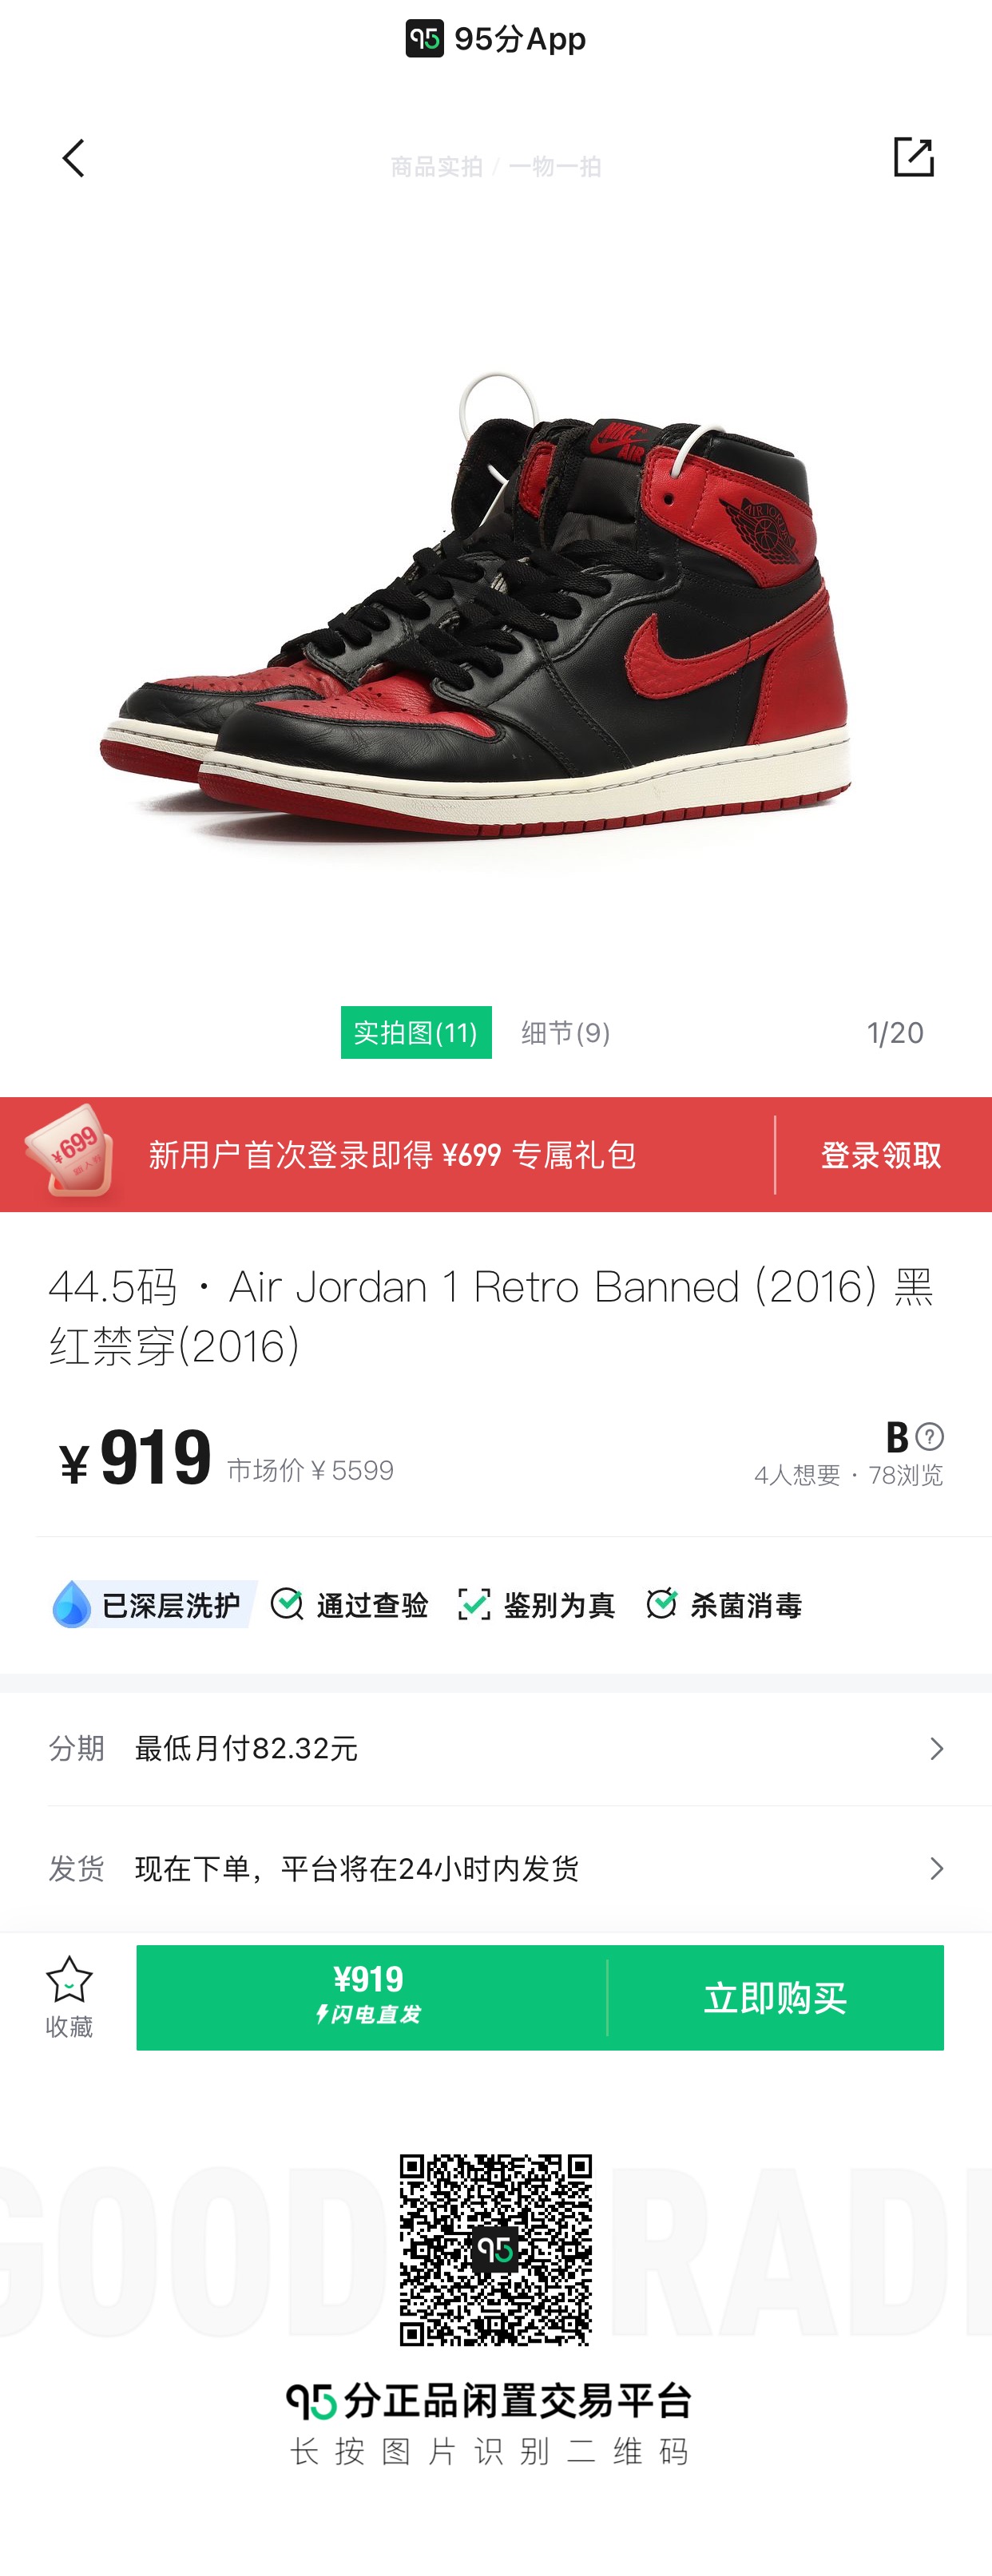 95分App
商品实拍 / 一物一拍
NIKE
AIR
实拍图(11) 细节(9) 1/20
¥699
新用户首次登录即得 ¥699 专属礼包 登录领取
44.5码 · Air Jordan 1 Retro Banned (2016) 黑
红禁穿(2016)
¥919 市场价¥5599
B
4人想要 · 78浏览
已深层洗护 通过查验 鉴别为真 杀菌消毒
分期 最低月付82.32元
发货 现在下单，平台将在24小时内发货
收藏
¥919
闪电直发
立即购买
GOOD RAD
95
95分正品闲置交易平台
长按图片识别二维码